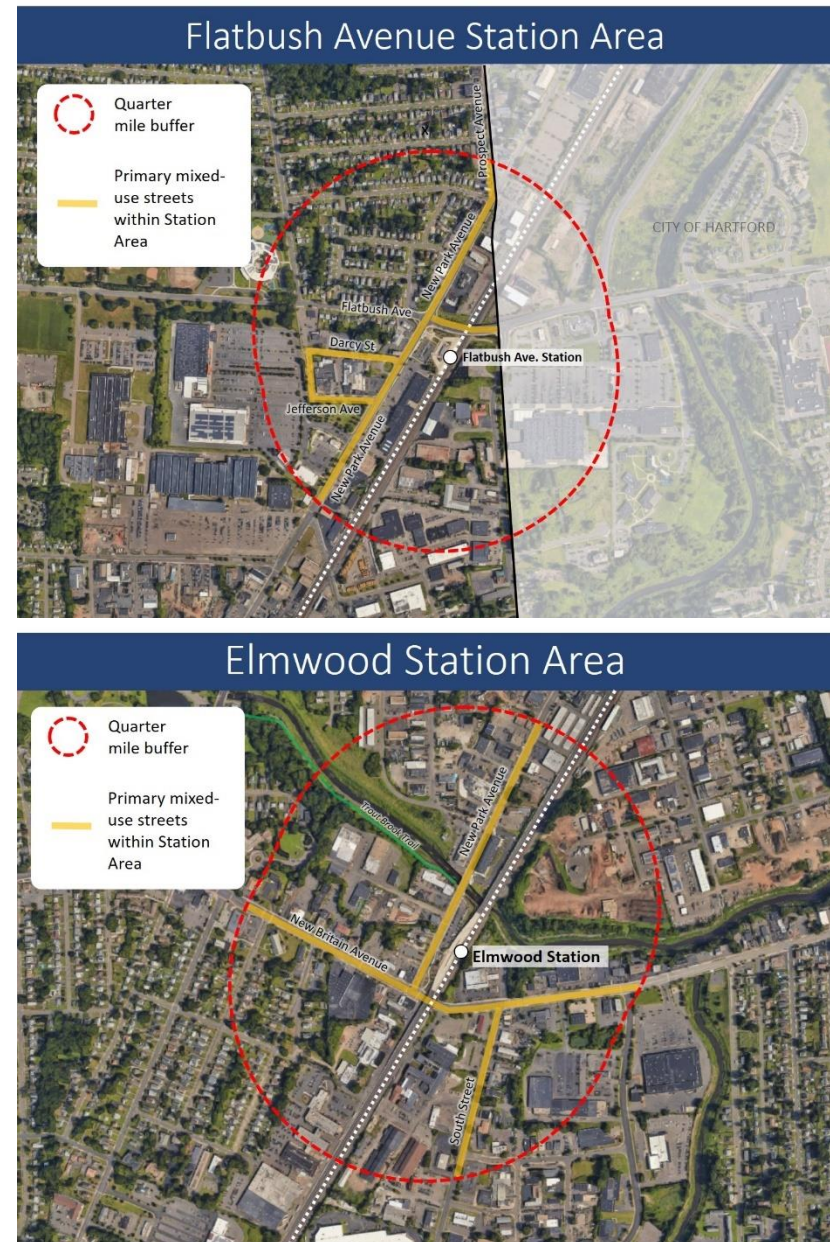 Flatbush Avenue Station Area
Quarter
mile buffer
Primary mixed-
use streets
within Station
Area
x
Prospect Avenue
CITY OF HARTFORD
New Park Avenue
Flatbush Ave
Darcy St
Flatbush Ave. Station
Jefferson Ave
New Park Avenue
Elmwood Station Area
Quarter
mile buffer
Primary mixed-
use streets
within Station
Area
Trout Brook Trail
New Park Avenue
New Britain Avenue
Elmwood Station
South Street